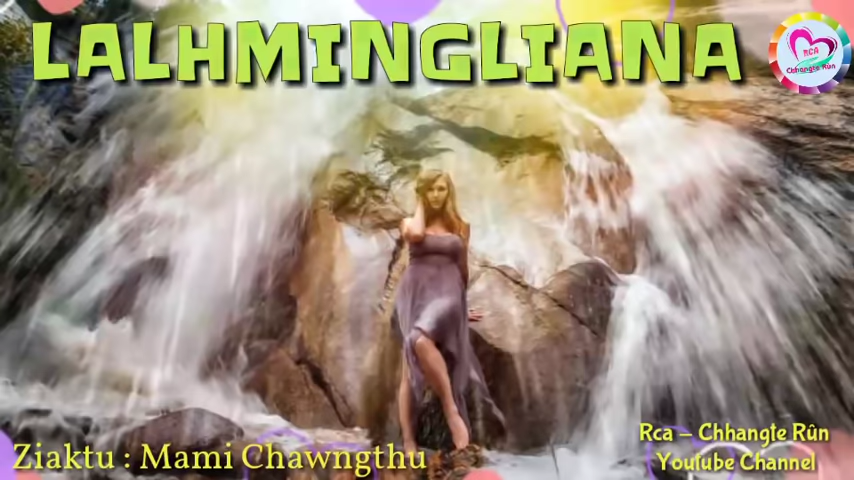 LALHMINGLIANA
RCA
Chhangte Rûn
Ziaktu : Mami Chawngthu
Rca – Chhangte Rûn
Youtube Channel